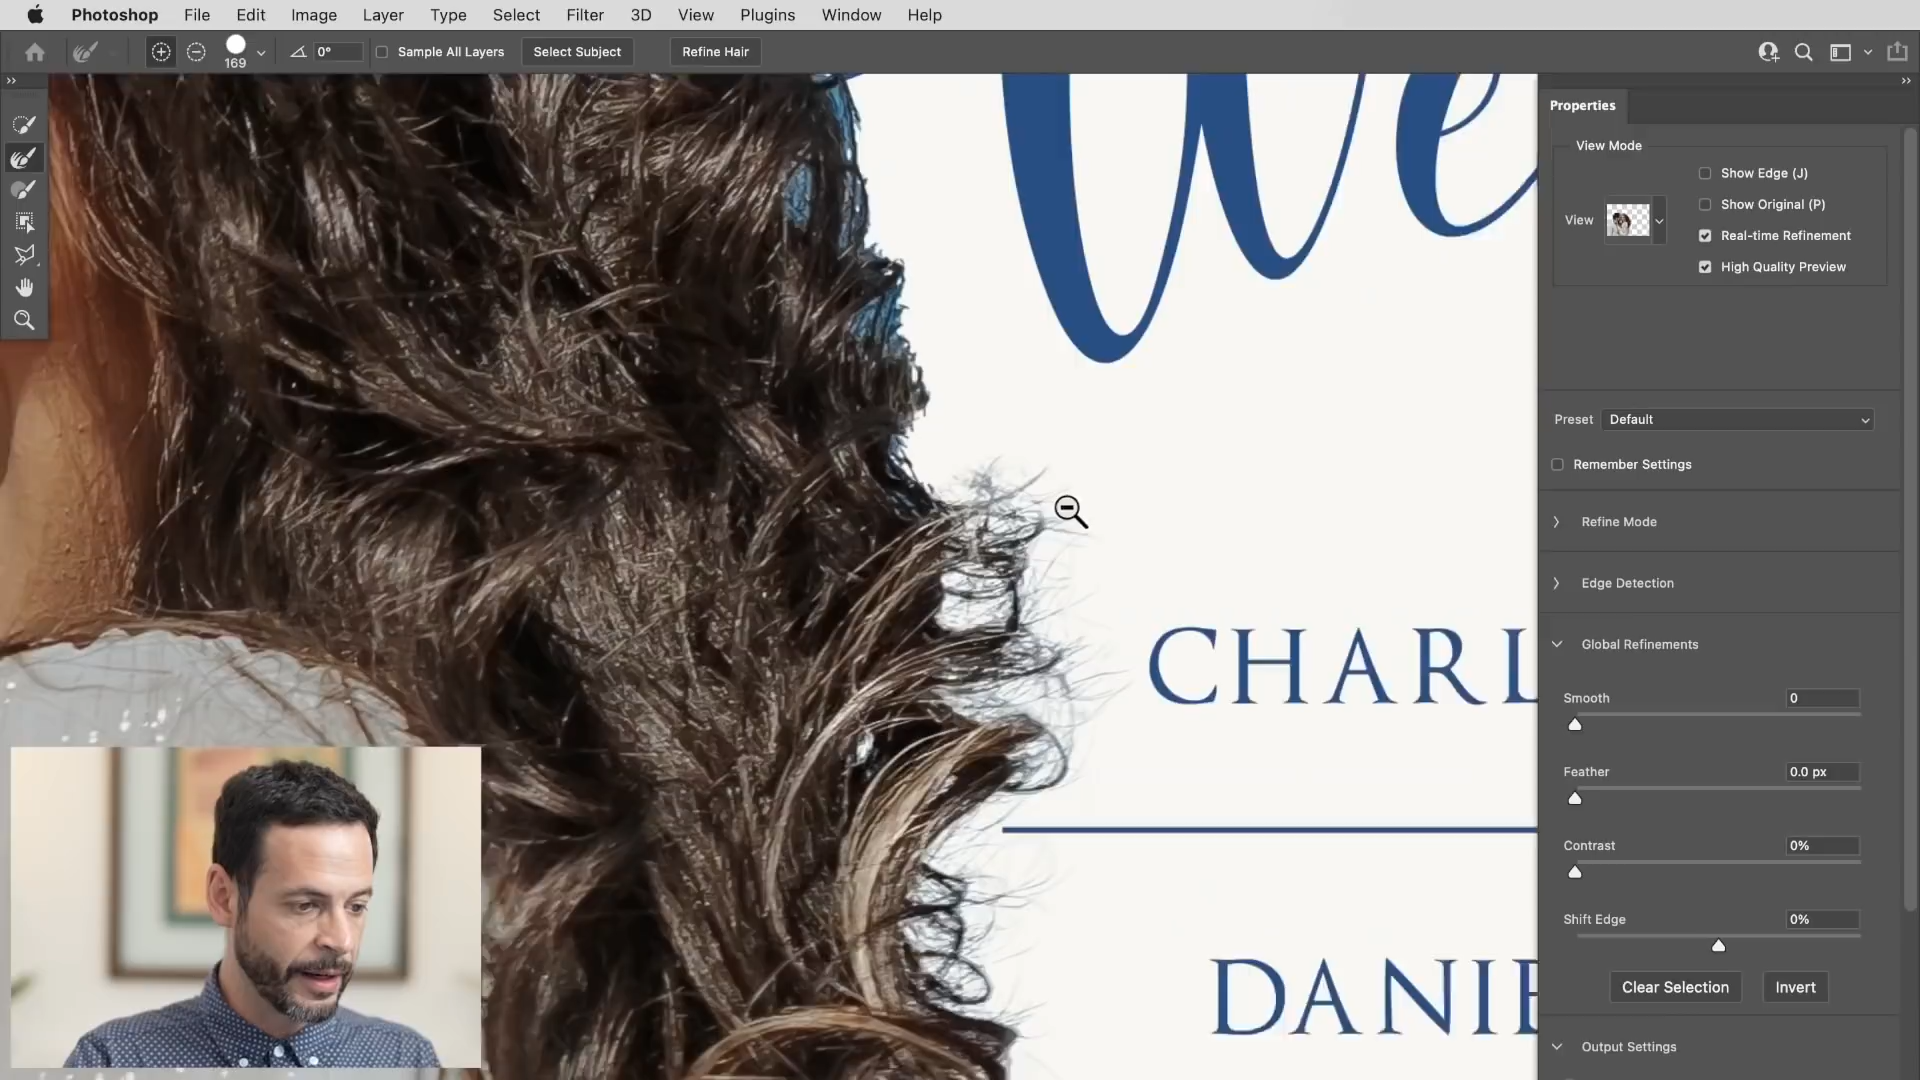 Photoshop File Edit Image Layer Type Select Filter 3D View Plugins Window Help
169 0° Sample All Layers Select Subject Refine Hair
Properties
View Mode
Show Edge (J)
Show Original (P)
View
Real-time Refinement
High Quality Preview
Preset Default
Remember Settings
Refine Mode
Edge Detection
Global Refinements
Smooth 0
Feather 0.0 px
Contrast 0%
Shift Edge 0%
Clear Selection Invert
Output Settings
We
CHARL
DANIE